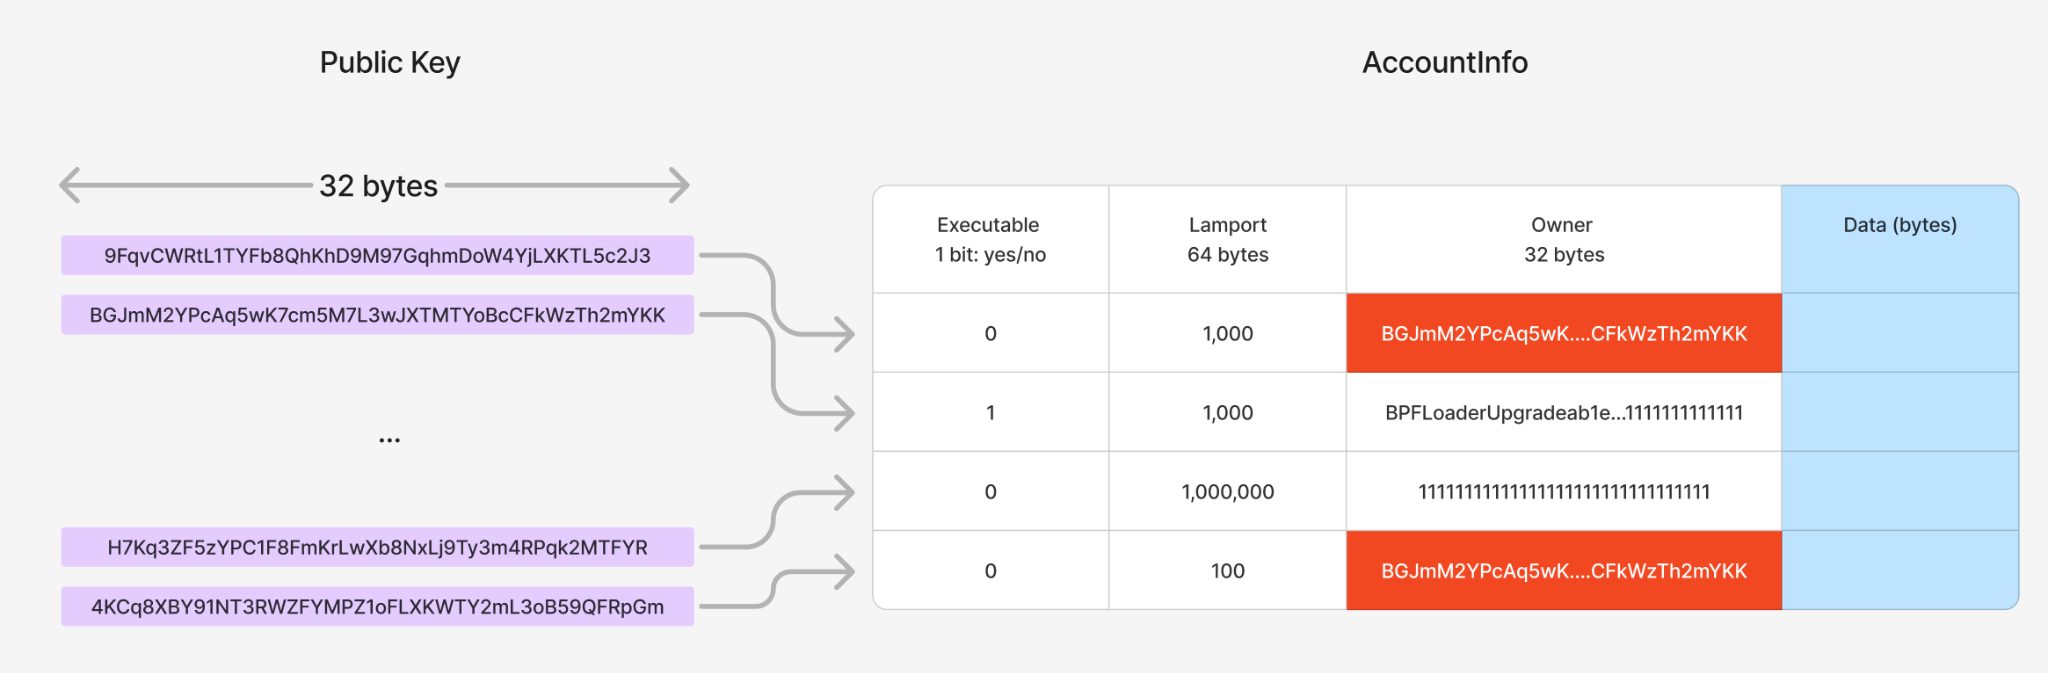 Public Key
AccountInfo
32 bytes
9FqvCWRtL1TYFb8QhKhD9M97GqhmDoW4YjLXKTL5c2J3
BGJmM2YPcAq5wK7cm5M7L3wJXTMTYoBcCFkWzTh2mYKK
...
H7Kq3ZF5zYPC1F8FmKrLwXb8NxLj9Ty3m4RPqk2MTFYR
4KCq8XBY91NT3RWZFYMPZ1oFLXKWTY2mL3oB59QFRpGm
Executable
1 bit: yes/no
Lamport
64 bytes
Owner
32 bytes
Data (bytes)
0
1,000
BGJmM2YPcAq5wK....CFkWzTh2mYKK
1
1,000
BPFLoaderUpgradeab1e...1111111111111
0
1,000,000
11111111111111111111111111111111
0
100
BGJmM2YPcAq5wK....CFkWzTh2mYKK